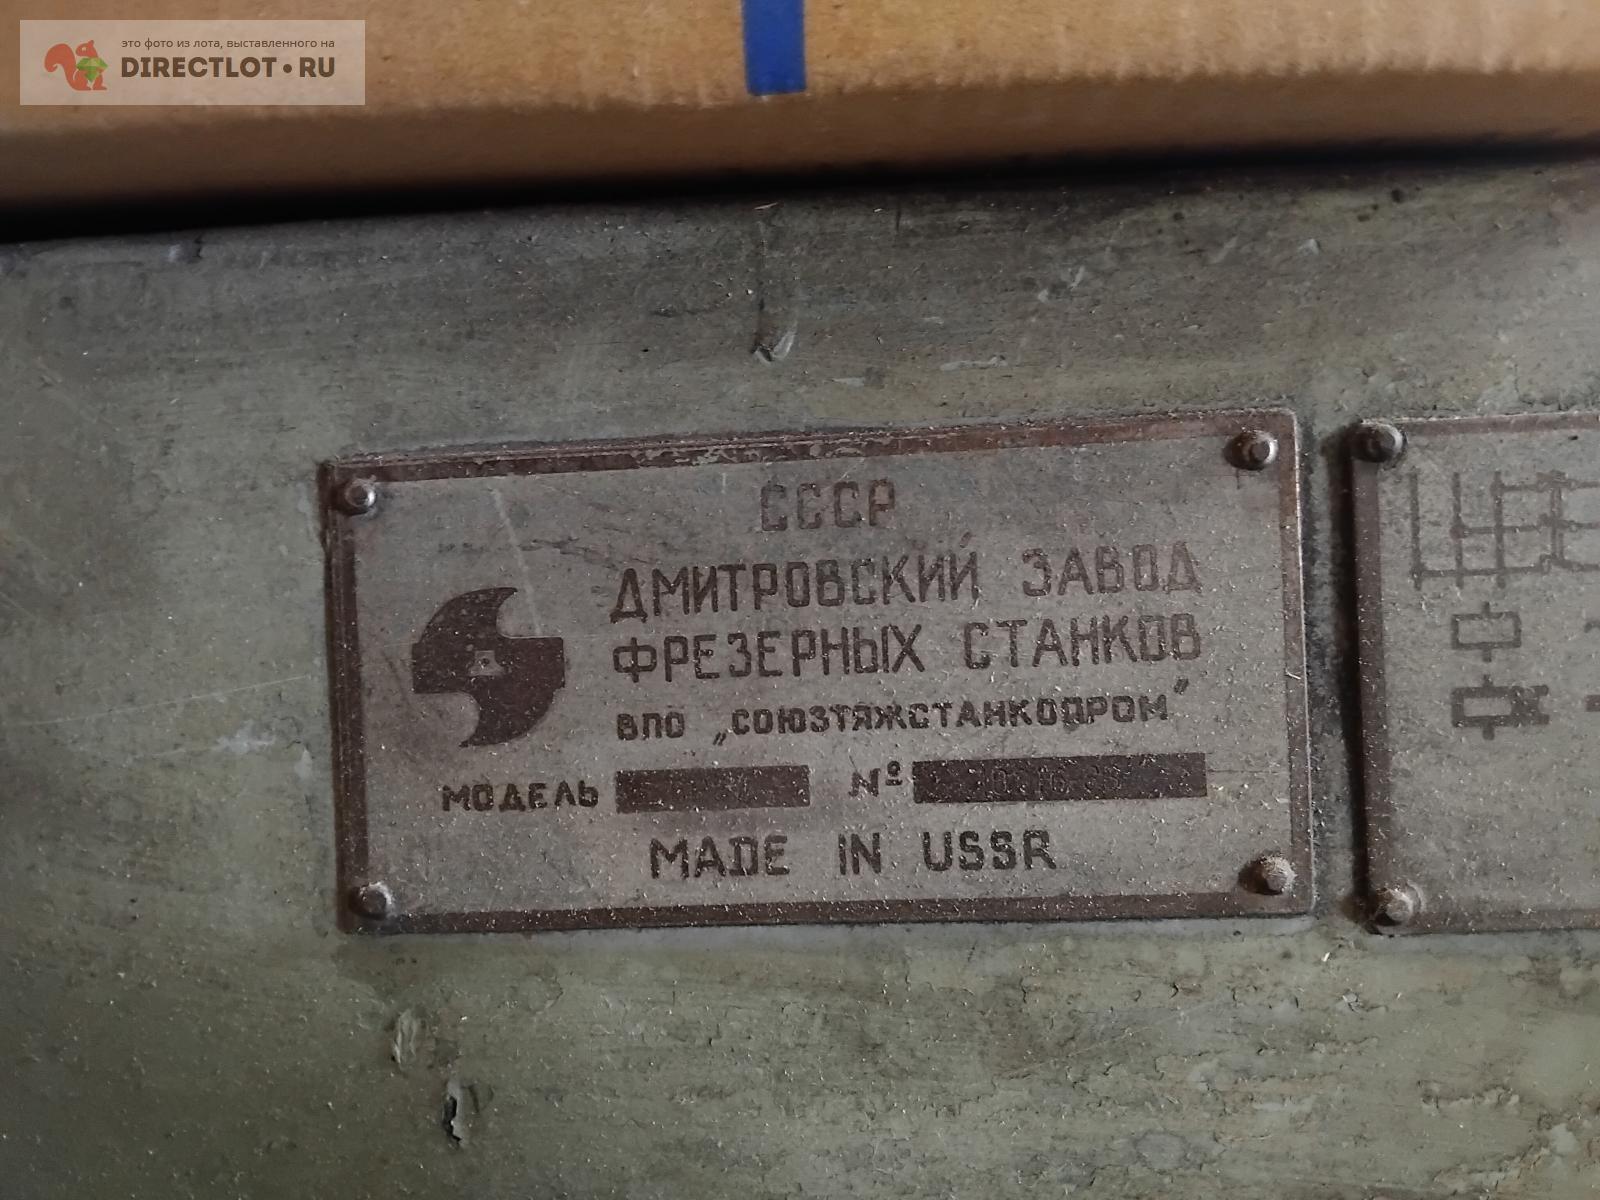 это фото из лота, выставленного на
DIRECTLOT•RU
СССР
ДМИТРОВСКИЙ ЗАВОД
ФРЕЗЕРНЫХ СТАНКОВ
ВПО „СОЮЗТЯЖСТАНКОПРОМ"
МОДЕЛЬ № 
MADE IN USSR